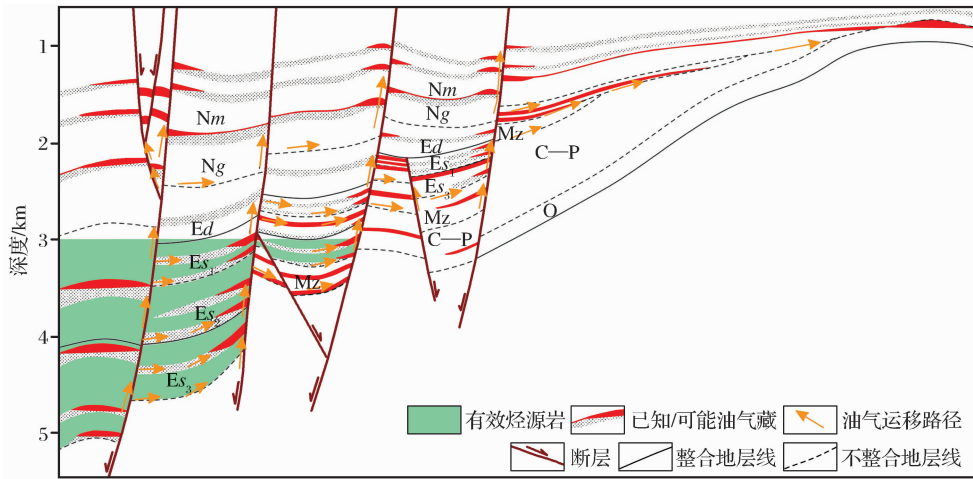 1
2
3
4
5
深度/km
Nm
Ng
Ed
Es₁
Es₂
Es₃
Mz
Nm
Ng
Ed
Es₁
Es₃
Mz
C—P
Mz
C—P
O
有效烃源岩
已知/可能油气藏
油气运移路径
断层
整合地层线
不整合地层线